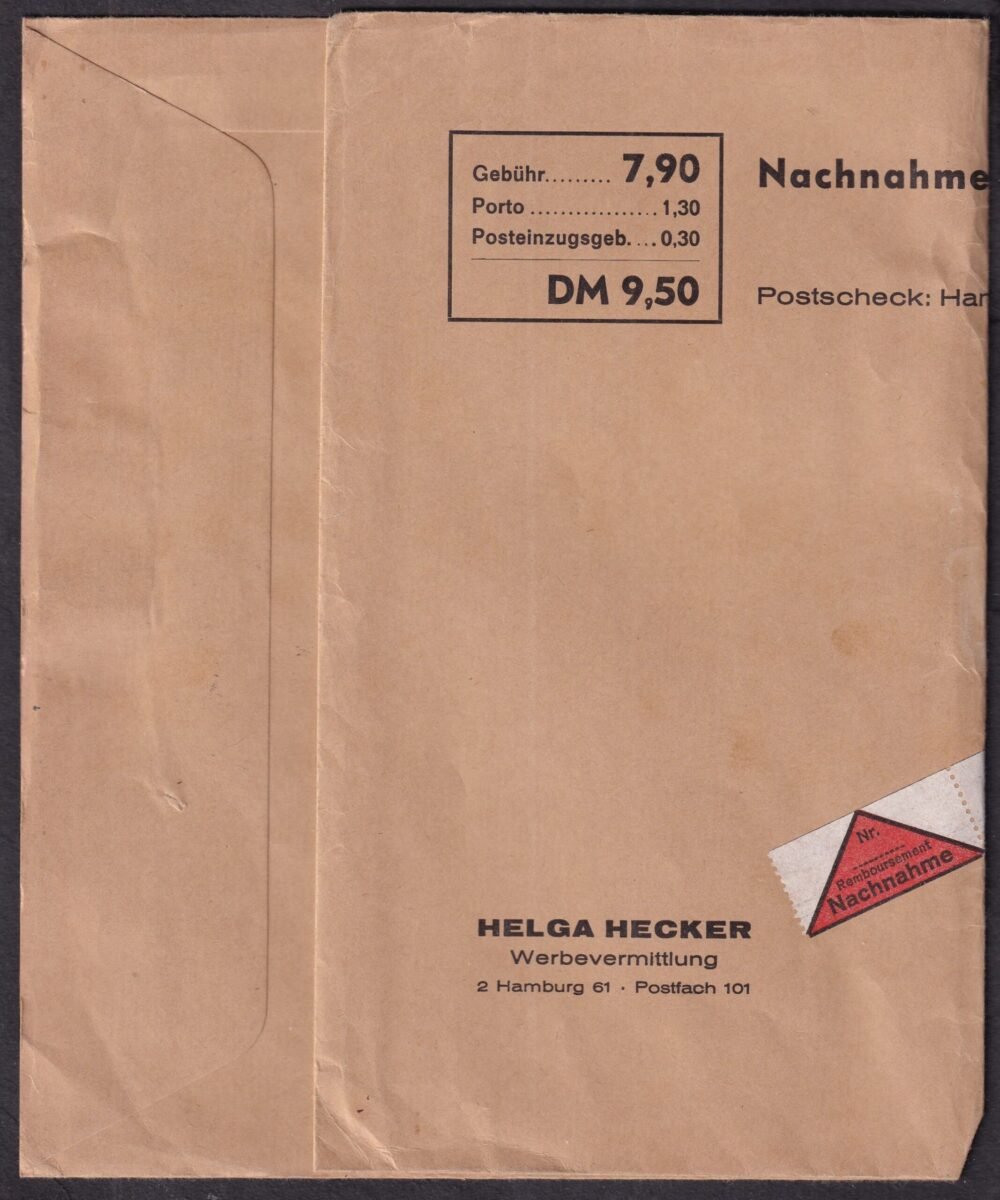 Gebühr......... 7,90
Porto ................. 1,30
Posteinzugsgeb. ... 0,30
DM 9,50
Nachnahme
Postscheck:
Nr.
Remboursement
Nachnahme
HELGA HECKER
Werbevermittlung
2 Hamburg 61 · Postfach 101